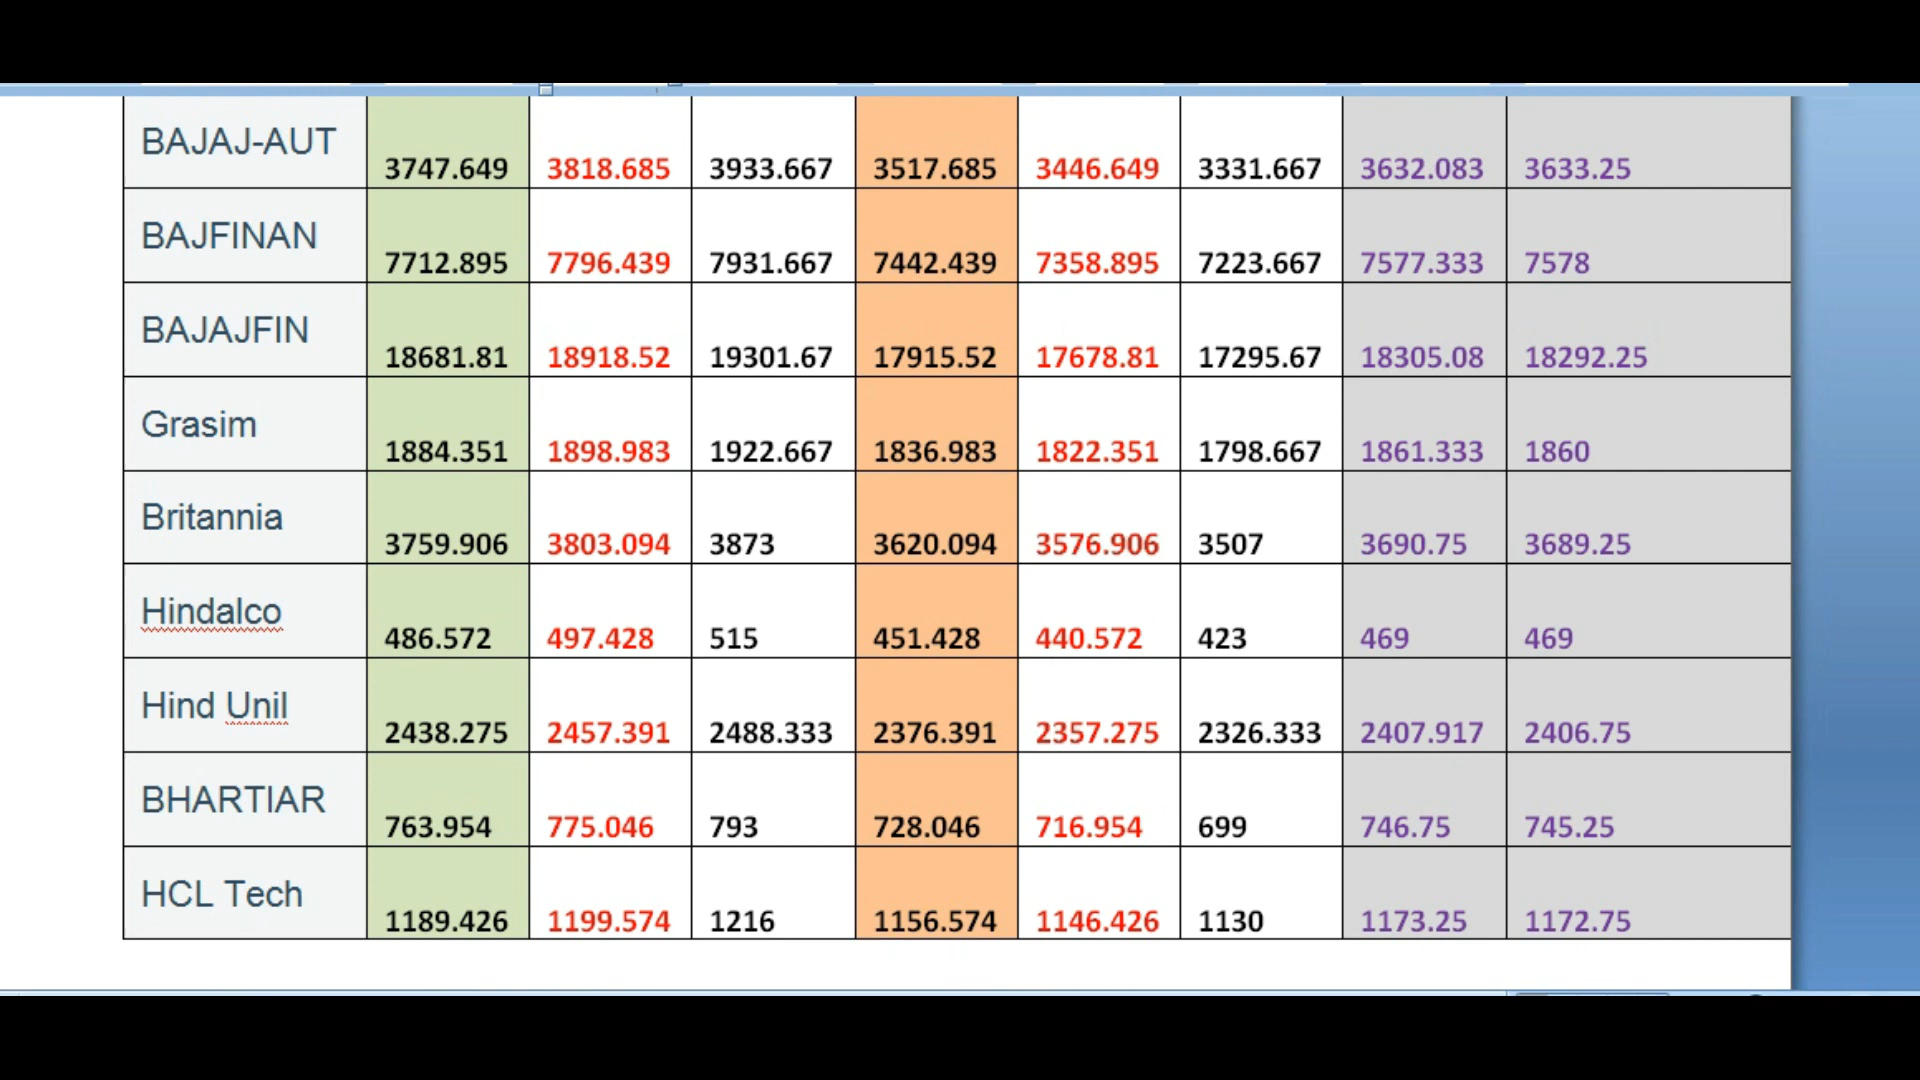 BAJAJ-AUT 3747.649 3818.685 3933.667 3517.685 3446.649 3331.667 3632.083 3633.25
BAJFINAN 7712.895 7796.439 7931.667 7442.439 7358.895 7223.667 7577.333 7578
BAJAJFIN 18681.81 18918.52 19301.67 17915.52 17678.81 17295.67 18305.08 18292.25
Grasim 1884.351 1898.983 1922.667 1836.983 1822.351 1798.667 1861.333 1860
Britannia 3759.906 3803.094 3873 3620.094 3576.906 3507 3690.75 3689.25
Hindalco 486.572 497.428 515 451.428 440.572 423 469 469
Hind Unil 2438.275 2457.391 2488.333 2376.391 2357.275 2326.333 2407.917 2406.75
BHARTIAR 763.954 775.046 793 728.046 716.954 699 746.75 745.25
HCL Tech 1189.426 1199.574 1216 1156.574 1146.426 1130 1173.25 1172.75